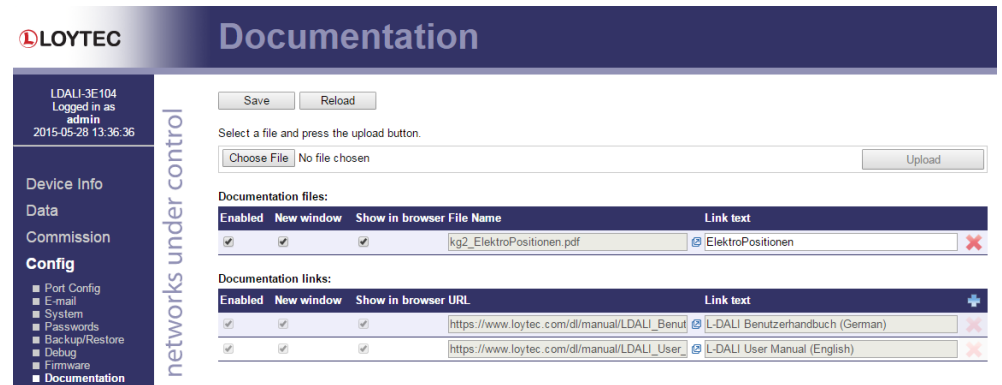 LOYTEC
Documentation
LDALI-3E104
Logged in as
admin
2015-05-28 13:36:36
Device Info
Data
Commission
Config
Port Config
E-mail
System
Passwords
Backup/Restore
Debug
Firmware
Documentation
networks under control
Save Reload
Select a file and press the upload button.
Choose File No file chosen Upload
Documentation files:
Enabled New window Show in browser File Name Link text
kg2_ElektroPositionen.pdf ElektroPositionen
Documentation links:
Enabled New window Show in browser URL Link text
https://www.loytec.com/dl/manual/LDALI_Benut L-DALI Benutzerhandbuch (German)
https://www.loytec.com/dl/manual/LDALI_User_ L-DALI User Manual (English)